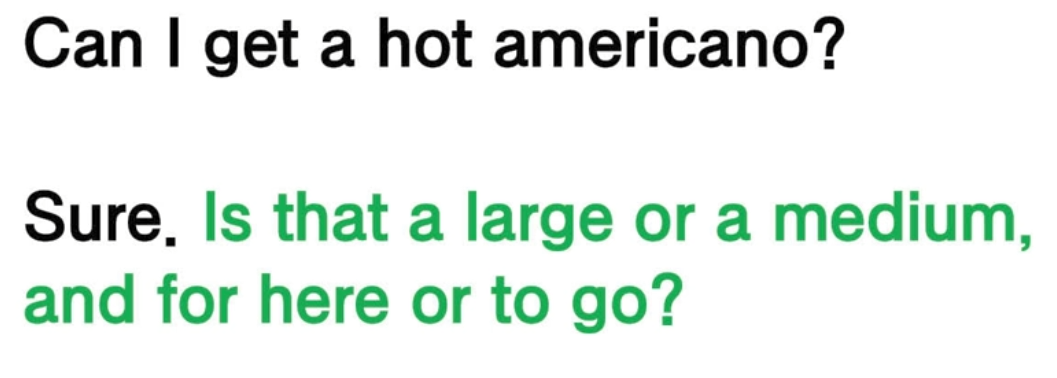 Can I get a hot americano?
Sure. Is that a large or a medium,
and for here or to go?